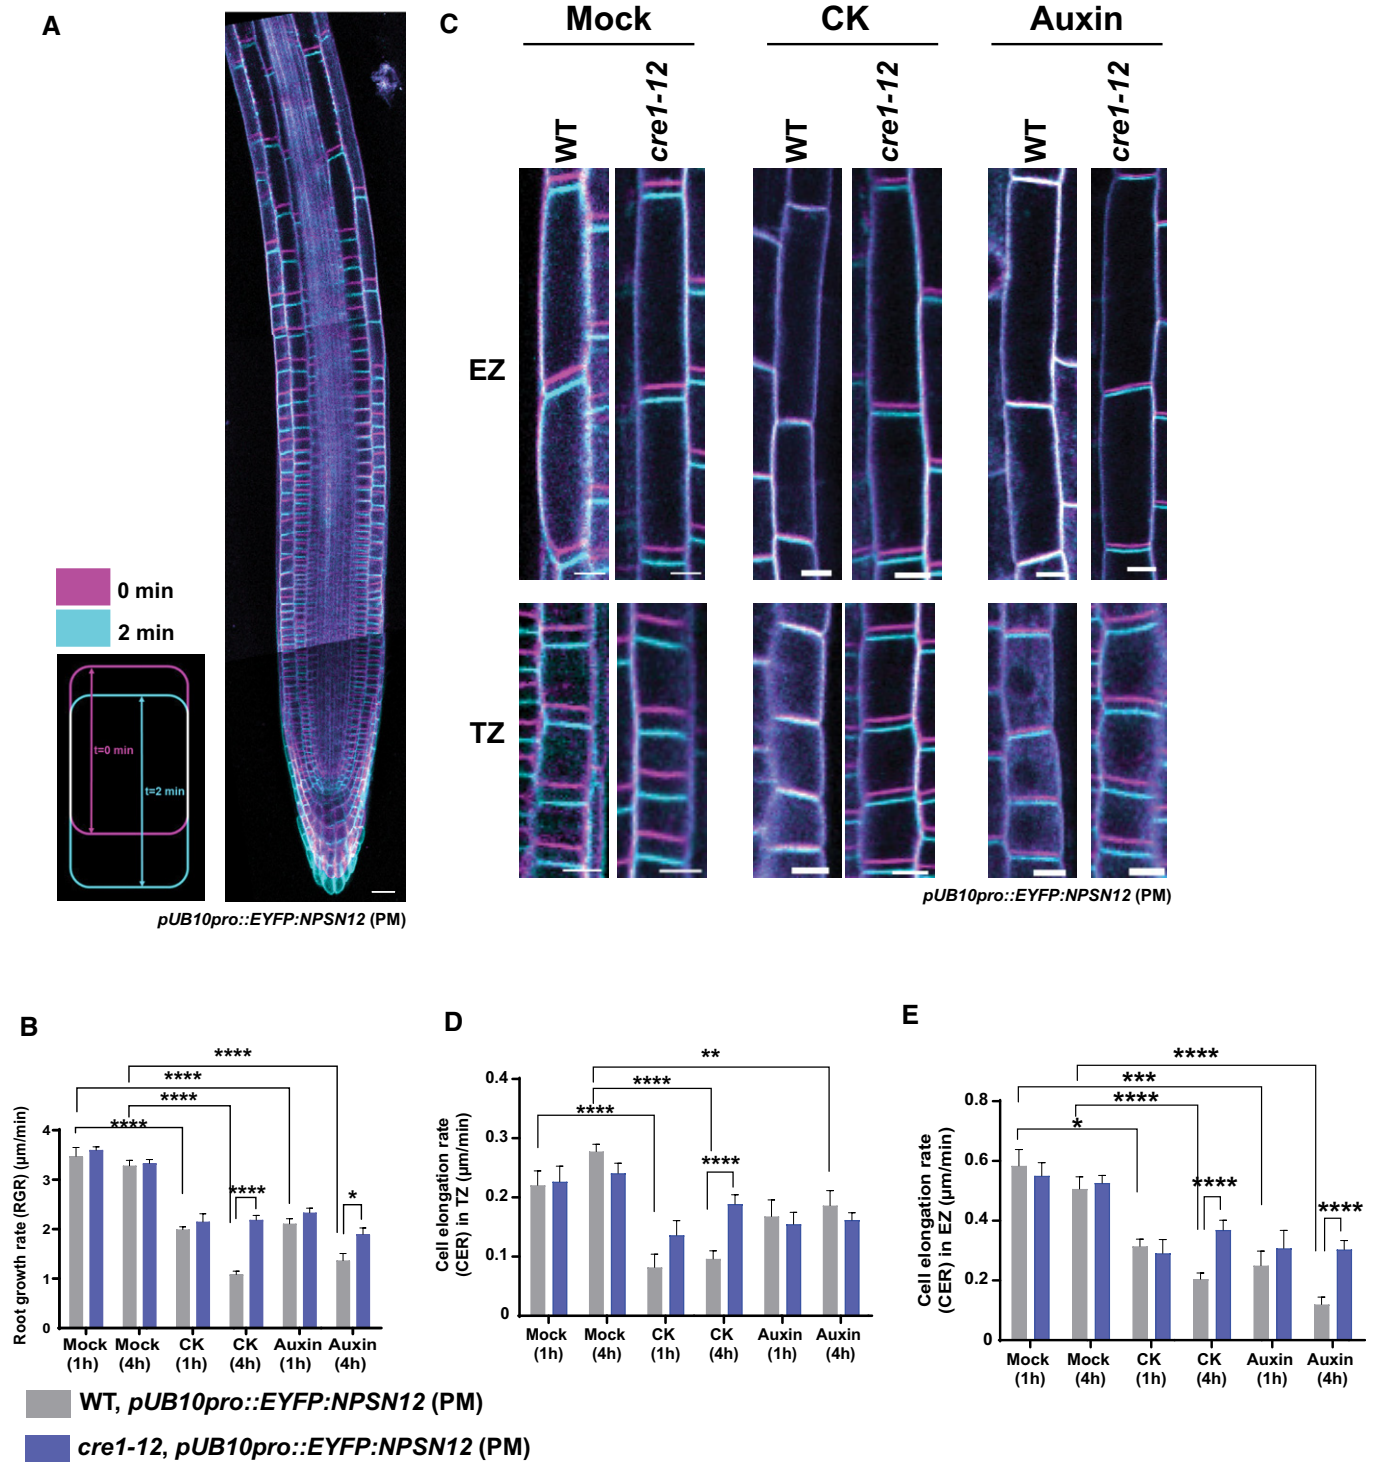 A
0 min
2 min
t=0 min
t=2 min
pUB10pro::EYFP:NPSN12 (PM)
C
Mock
CK
Auxin
WT
cre1-12
WT
cre1-12
WT
cre1-12
EZ
TZ
pUB10pro::EYFP:NPSN12 (PM)
B
Root growth rate (RGR) (µm/min)
4
3
2
1
0
****
****
****
****
****
*
Mock (1h)
Mock (4h)
CK (1h)
CK (4h)
Auxin (1h)
Auxin (4h)
D
Cell elongation rate
(CER) in TZ (µm/min)
0.4
0.3
0.2
0.1
0
**
****
****
****
Mock (1h)
Mock (4h)
CK (1h)
CK (4h)
Auxin (1h)
Auxin (4h)
E
Cell elongation rate
(CER) in EZ (µm/min)
0.8
0.6
0.4
0.2
0
****
***
****
*
****
****
Mock (1h)
Mock (4h)
CK (1h)
CK (4h)
Auxin (1h)
Auxin (4h)
WT, pUB10pro::EYFP:NPSN12 (PM)
cre1-12, pUB10pro::EYFP:NPSN12 (PM)